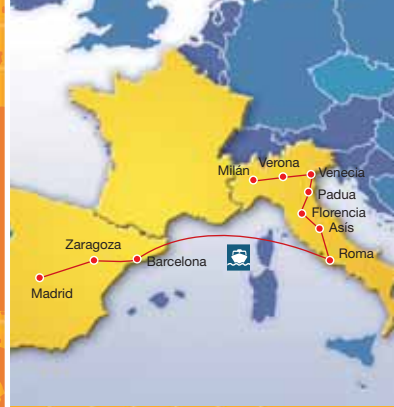 Milán
Verona
Venecia
Padua
Florencia
Asís
Roma
Zaragoza
Barcelona
Madrid